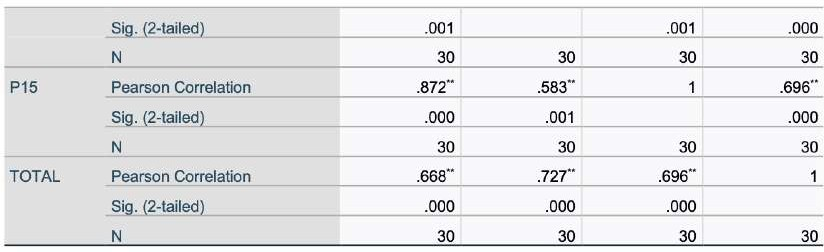 Sig. (2-tailed) .001 .001 .000
N 30 30 30 30
P15 Pearson Correlation .872** .583** 1 .696**
Sig. (2-tailed) .000 .001 .000
N 30 30 30 30
TOTAL Pearson Correlation .668** .727** .696** 1
Sig. (2-tailed) .000 .000 .000
N 30 30 30 30